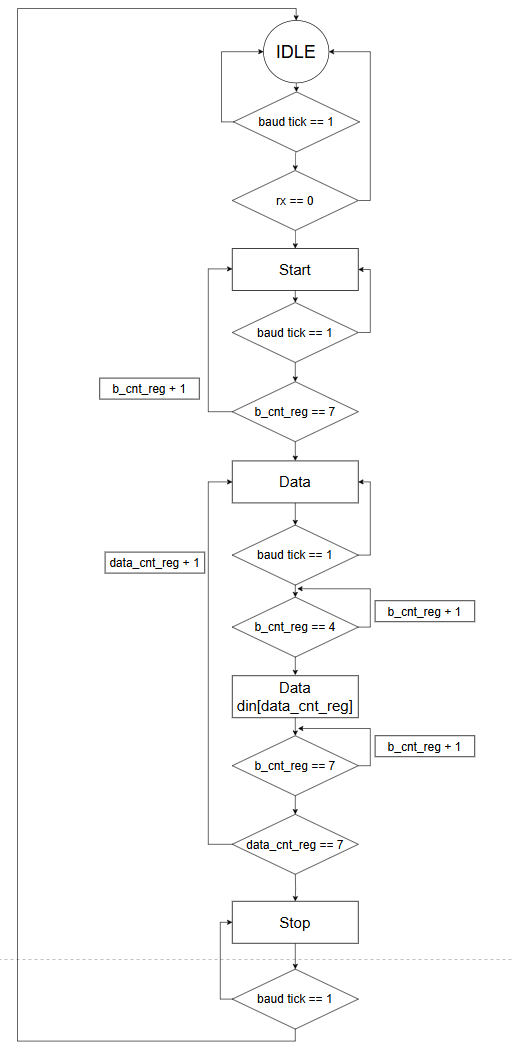 IDLE
baud tick == 1
rx == 0
Start
baud tick == 1
b_cnt_reg + 1
b_cnt_reg == 7
Data
baud tick == 1
data_cnt_reg + 1
b_cnt_reg + 1
b_cnt_reg == 4
Data
din[data_cnt_reg]
b_cnt_reg + 1
b_cnt_reg == 7
data_cnt_reg == 7
Stop
baud tick == 1